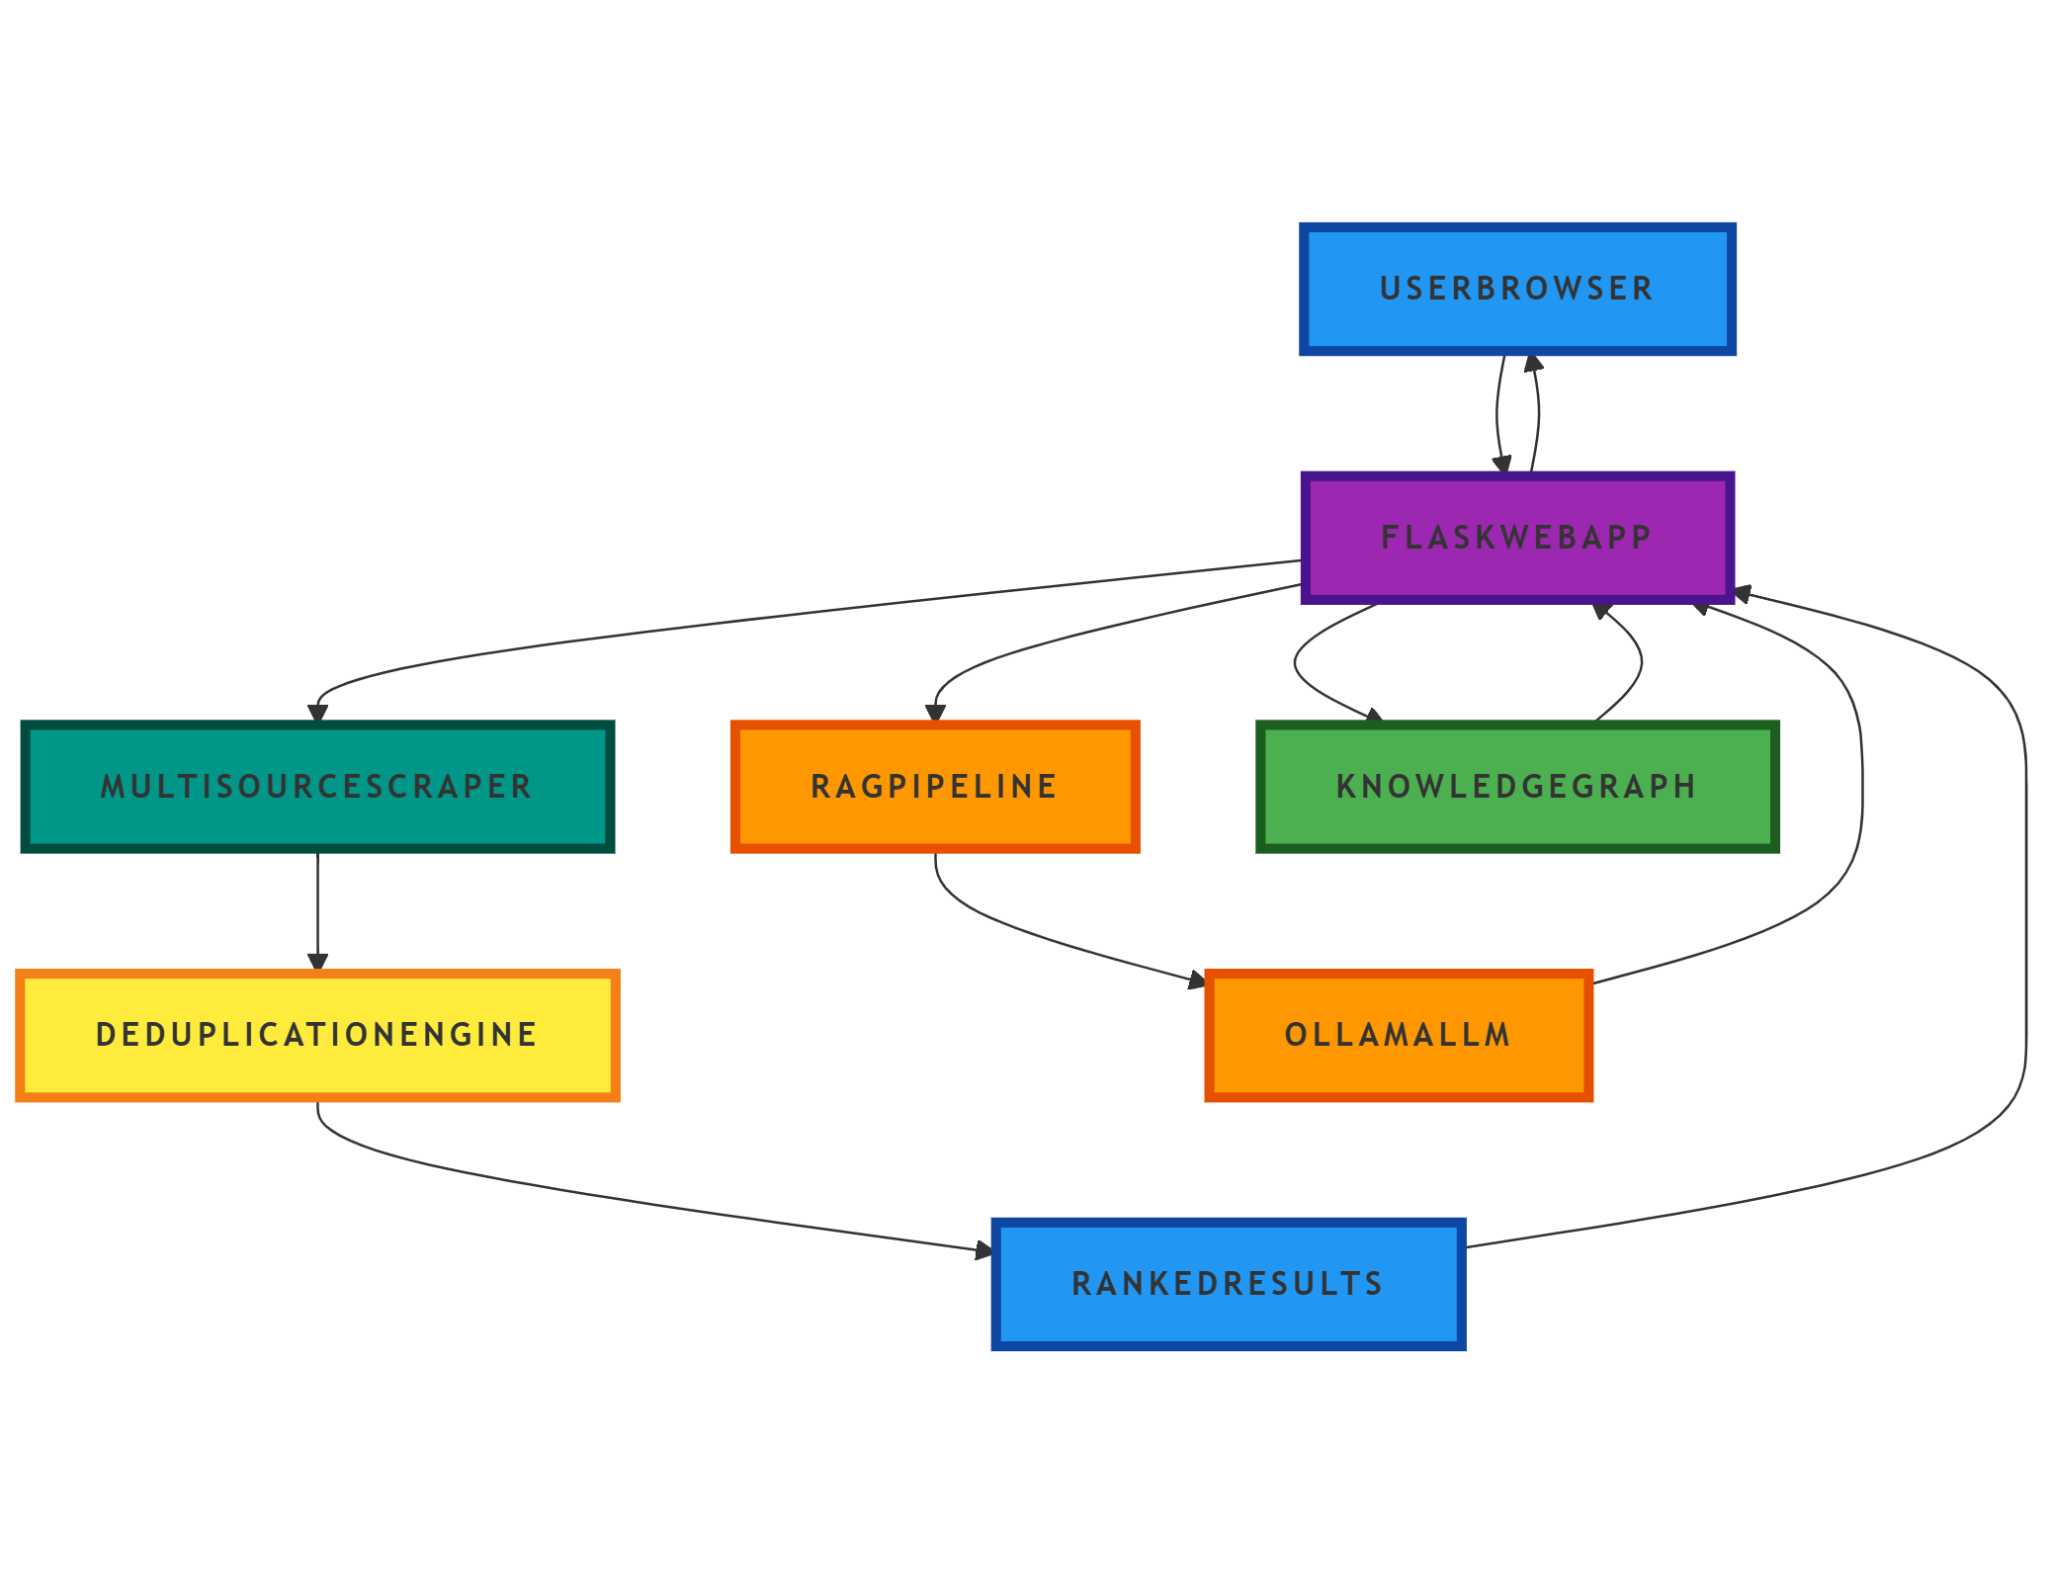 USERBROWSER
FLASKWEBAPP
MULTISOURCESCRAPER
RAGPIPELINE
KNOWLEDGEGRAPH
DEDUPLICATIONENGINE
OLLAMALLM
RANKEDRESULTS